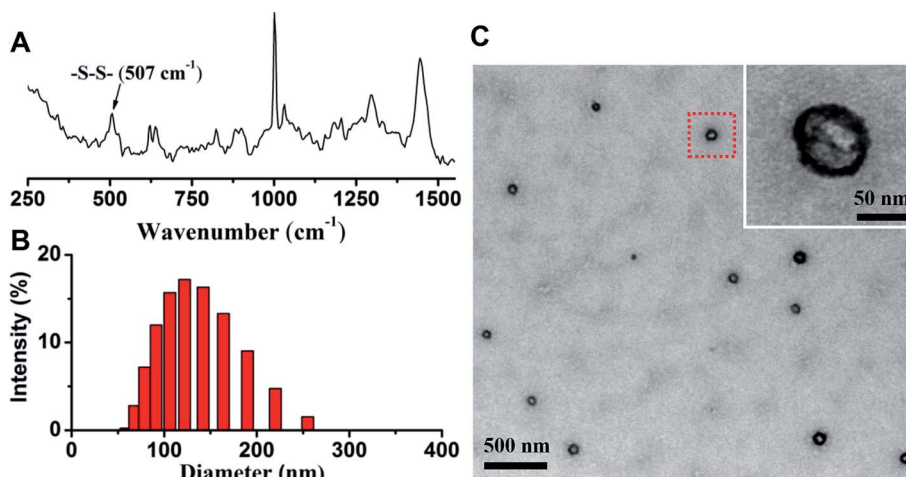 A
-S-S- (507 cm-1)
250 500 750 1000 1250 1500
Wavenumber (cm-1)
B
Intensity (%)
20
10
0
0 100 200 300 400
Diameter (nm)
C
50 nm
500 nm